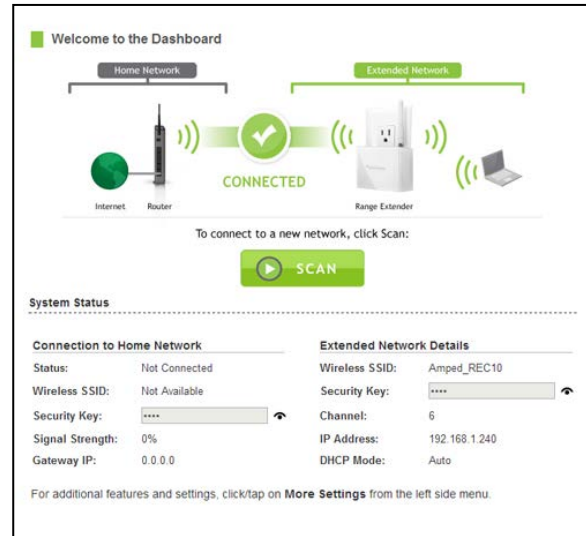 Welcome to the Dashboard
Home Network
Extended Network
CONNECTED
Internet
Router
Range Extender
To connect to a new network, click Scan:
SCAN
System Status
Connection to Home Network
Status: Not Connected
Wireless SSID: Not Available
Security Key: ••••
Signal Strength: 0%
Gateway IP: 0.0.0.0
Extended Network Details
Wireless SSID: Amped_REC10
Security Key: ••••
Channel: 6
IP Address: 192.168.1.240
DHCP Mode: Auto
For additional features and settings, click/tap on More Settings from the left side menu.